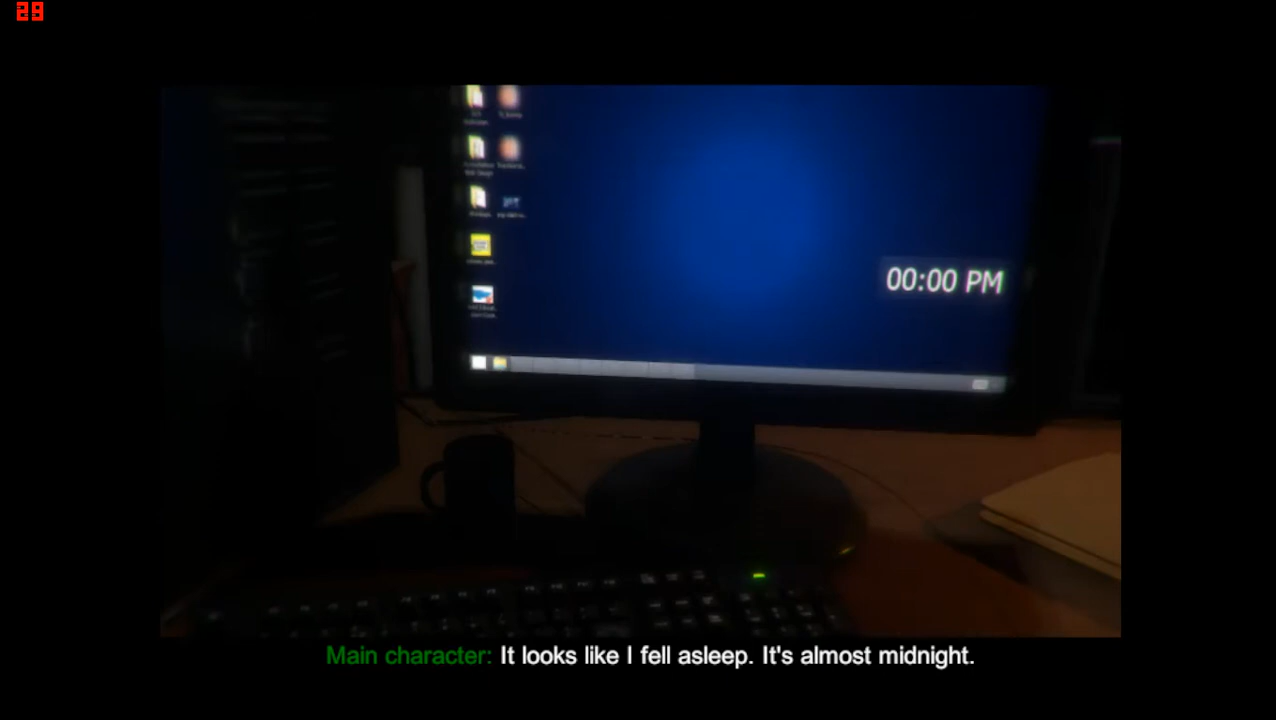 29
00:00 PM
Main character: It looks like I fell asleep. It's almost midnight.